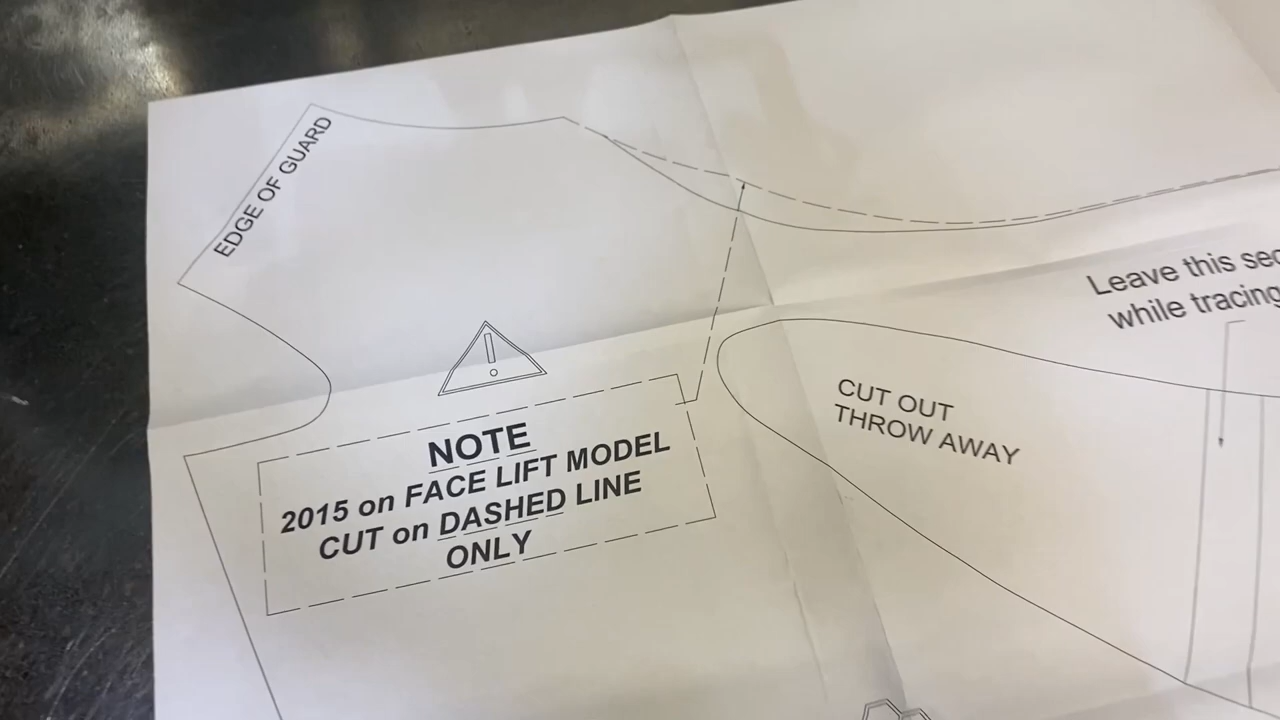 EDGE OF GUARD
Leave this
while tracing
CUT OUT
THROW AWAY
!
NOTE
2015 on FACE LIFT MODEL
CUT on DASHED LINE
ONLY